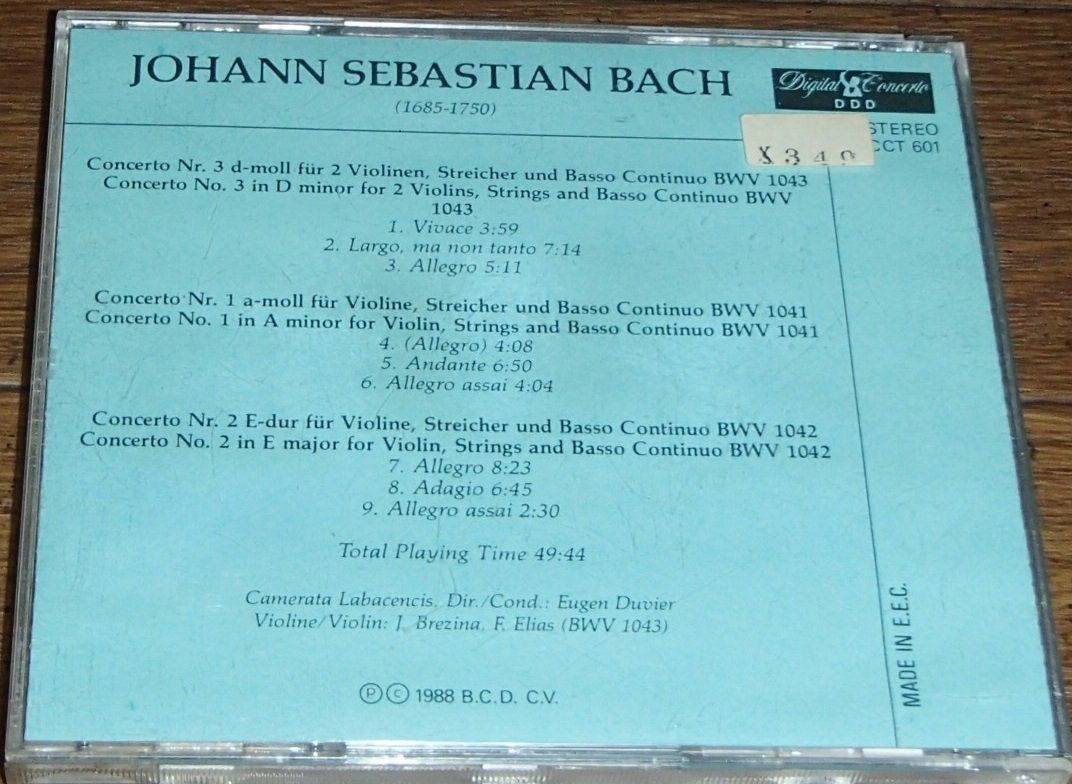 JOHANN SEBASTIAN BACH
(1685-1750)
Digital Concerto
DDD
STEREO
CCT 601
¥340
Concerto Nr. 3 d-moll für 2 Violinen, Streicher und Basso Continuo BWV 1043
Concerto No. 3 in D minor for 2 Violins, Strings and Basso Continuo BWV
1043
1. Vivace 3:59
2. Largo, ma non tanto 7:14
3. Allegro 5:11
Concerto Nr. 1 a-moll für Violine, Streicher und Basso Continuo BWV 1041
Concerto No. 1 in A minor for Violin, Strings and Basso Continuo BWV 1041
4. (Allegro) 4:08
5. Andante 6:50
6. Allegro assai 4:04
Concerto Nr. 2 E-dur für Violine, Streicher und Basso Continuo BWV 1042
Concerto No. 2 in E major for Violin, Strings and Basso Continuo BWV 1042
7. Allegro 8:23
8. Adagio 6:45
9. Allegro assai 2:30
Total Playing Time 49:44
Camerata Labacencis, Dir./Cond.: Eugen Duvier
Violine/Violin: J. Brezina, F. Elias (BWV 1043)
Ⓟ Ⓒ 1988 B.C.D. C.V.
MADE IN E.E.C.